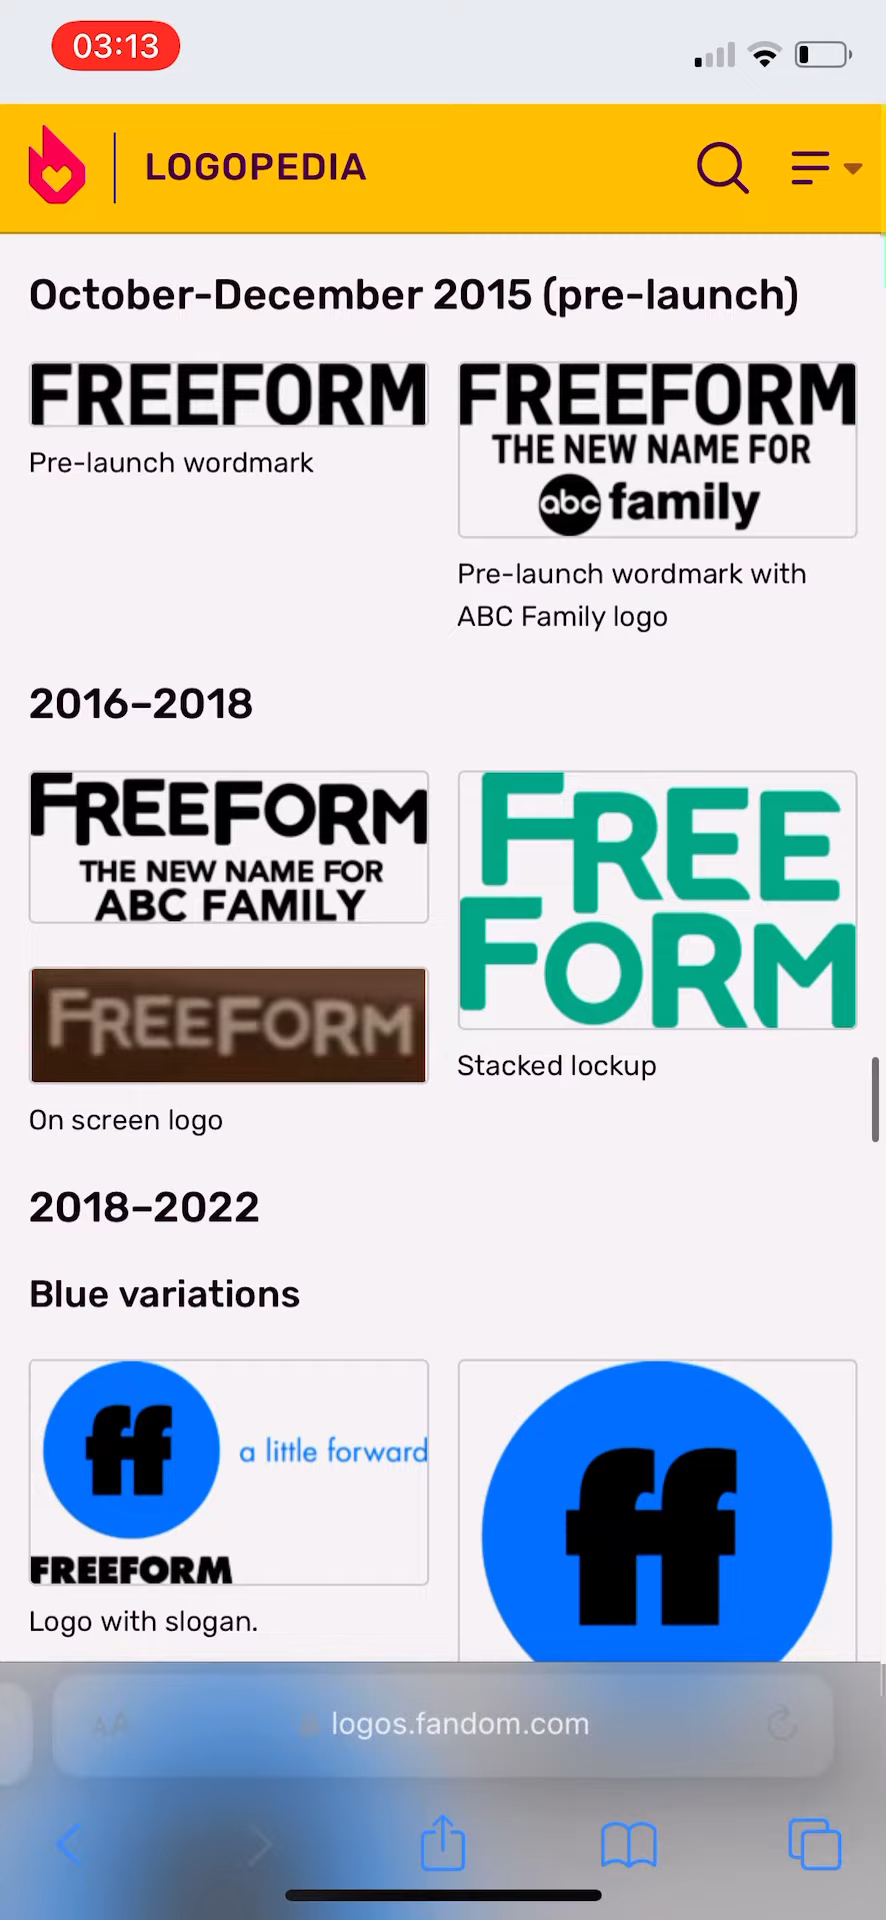 03:13
LOGOPEDIA
October-December 2015 (pre-launch)
FREEFORM
Pre-launch wordmark
FREEFORM
THE NEW NAME FOR
abc family
Pre-launch wordmark with
ABC Family logo
2016–2018
FREEFORM
THE NEW NAME FOR
ABC FAMILY
FREEFORM
On screen logo
FREE
FORM
Stacked lockup
2018–2022
Blue variations
ff
a little forward
FREEFORM
Logo with slogan.
ff
AA
logos.fandom.com